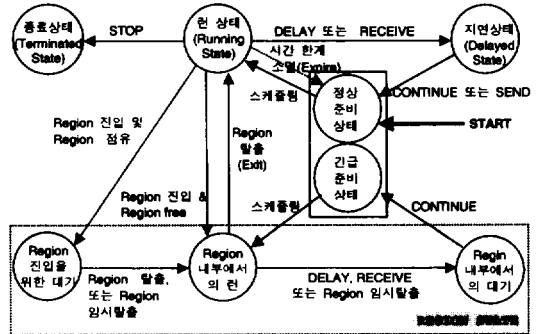 종료상태
(Terminated
State)
STOP
런 상태
(Running
State)
DELAY 또는 RECEIVE
지연상태
(Delayed
State)
시간 한계
소멸(Expire)
스케쥴링
정상
준비
상태
CONTINUE 또는 SEND
START
Region 진입 및
Region 점유
Region
탈출
(Exit)
긴급
준비
상태
Region 진입 &
Region free
스케쥴링
CONTINUE
Region
진입을
위한 대기
Region 탈출,
또는 Region
임시탈출
Region
내부에서
의 런
DELAY, RECEIVE
또는 Region 임시탈출
Regin
내부에서
의 대기
REGION STATE